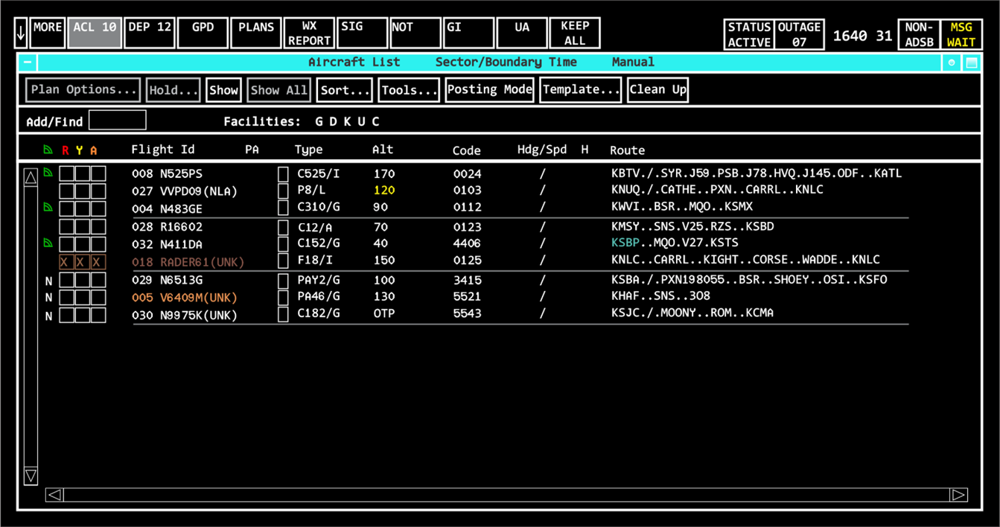 ↓ MORE ACL 10 DEP 12 GPD PLANS WX REPORT SIG NOT GI UA KEEP ALL STATUS ACTIVE OUTAGE 07 1640 31 NON-ADSB MSG WAIT
Aircraft List Sector/Boundary Time Manual
Plan Options... Hold... Show Show All Sort... Tools... Posting Mode Template... Clean Up
Add/Find Facilities: G D K U C
R Y A Flight Id PA Type Alt Code Hdg/Spd H Route
008 N525PS C525/I 170 0024 / KBTV./.SYR.J59.PSB.J78.HVQ.J145.ODF..KATL
027 VVPD09(NLA) P8/L 120 0103 / KNUQ./.CATHE..PXN..CARRL..KNLC
004 N483GE C310/G 90 0112 / KWVI..BSR..MQO..KSMX
028 R16602 C12/A 70 0123 / KMSY..SNS.V25.RZS..KSBD
032 N411DA C152/G 40 4406 / KSBP..MQO.V27.KSTS
X X X 018 RADER61(UNK) F18/I 150 0125 / KNLC..CARRL..KIGHT..CORSE..WADDE..KNLC
N 029 N6513G PAY2/G 100 3415 / KSBA./.PXN198055..BSR..SHOEY..OSI..KSFO
N 005 V6409M(UNK) PA46/G 130 5521 / KHAF..SNS..3O8
N 030 N9975K(UNK) C182/G OTP 5543 / KSJC./.MOONY..ROM..KCMA